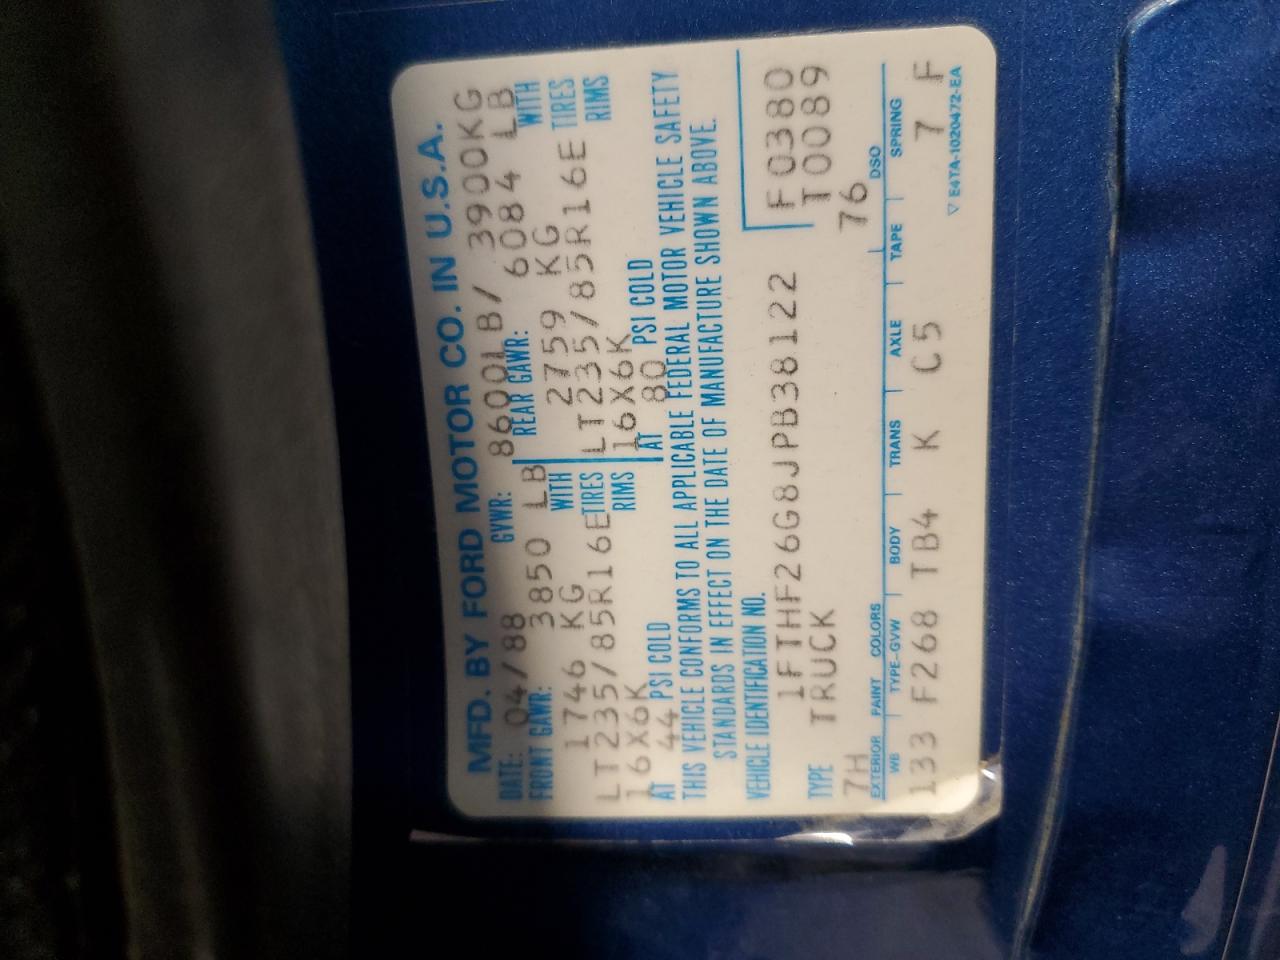 MFD. BY FORD MOTOR CO. IN U.S.A.
DATE: 04/88 GVWR: 8600LB/ 3900KG
FRONT GAWR: 3850 LB REAR GAWR: 6084 LB
1746 KG WITH 2759 KG WITH
LT235/85R16E TIRES LT235/85R16E TIRES
16X6K RIMS 16X6K RIMS
AT 44 PSI COLD AT 80 PSI COLD
THIS VEHICLE CONFORMS TO ALL APPLICABLE FEDERAL MOTOR VEHICLE SAFETY
STANDARDS IN EFFECT ON THE DATE OF MANUFACTURE SHOWN ABOVE.
VEHICLE IDENTIFICATION NO.
1FTHF26G8JPB38122 F0380
TYPE TRUCK T0089
7H 76
EXTERIOR PAINT COLORS DSO
WB TYPE-GVW BODY TRANS AXLE TAPE SPRING
133 F268 TB4 K C5 7 F
▽ E4TA-1020472-EA